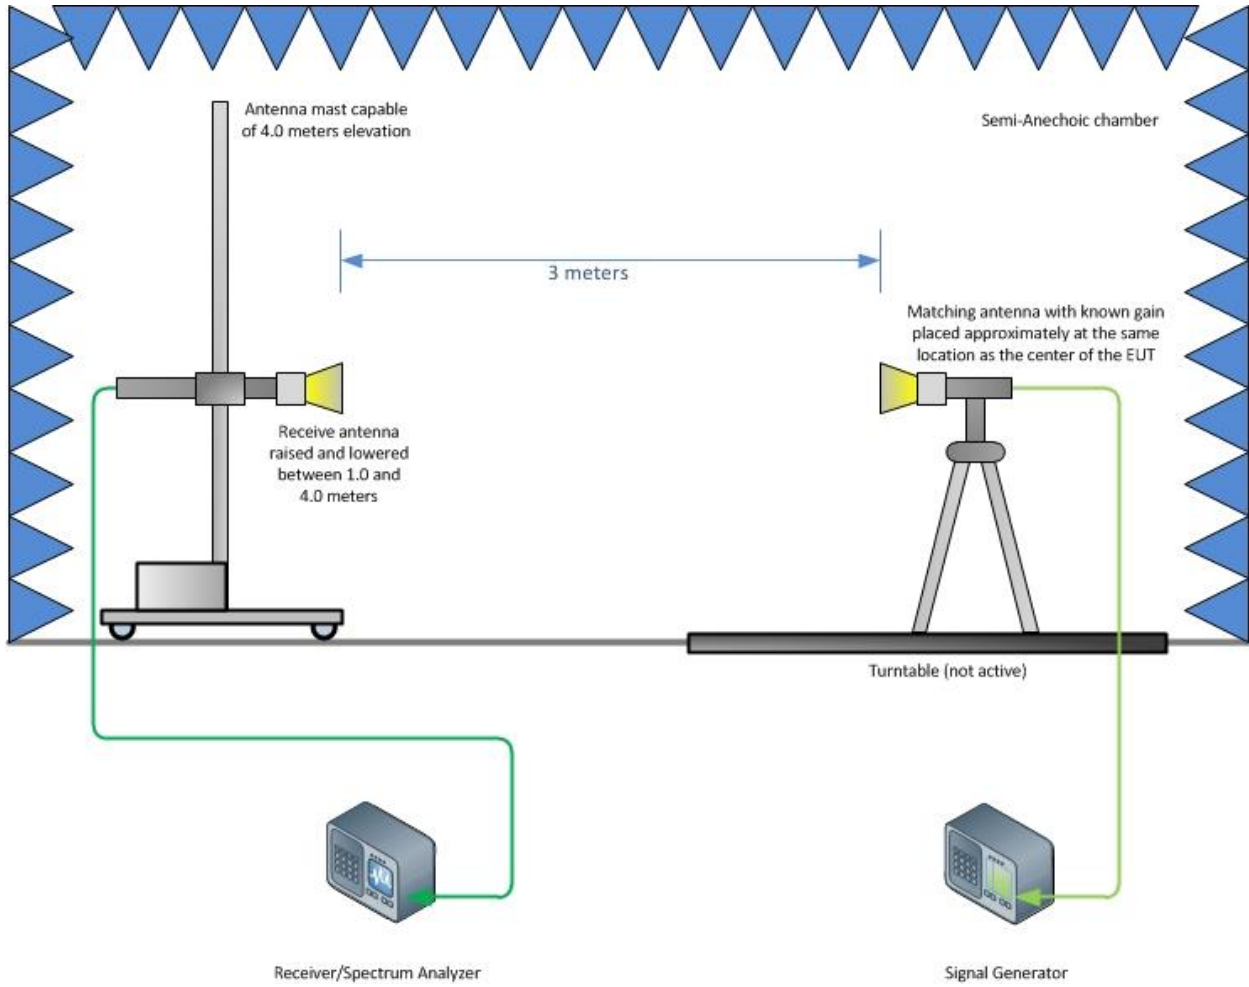 Antenna mast capable
of 4.0 meters elevation
Semi-Anechoic chamber
3 meters
Matching antenna with known gain
placed approximately at the same
location as the center of the EUT
Receive antenna
raised and lowered
between 1.0 and
4.0 meters
Turntable (not active)
Receiver/Spectrum Analyzer
Signal Generator